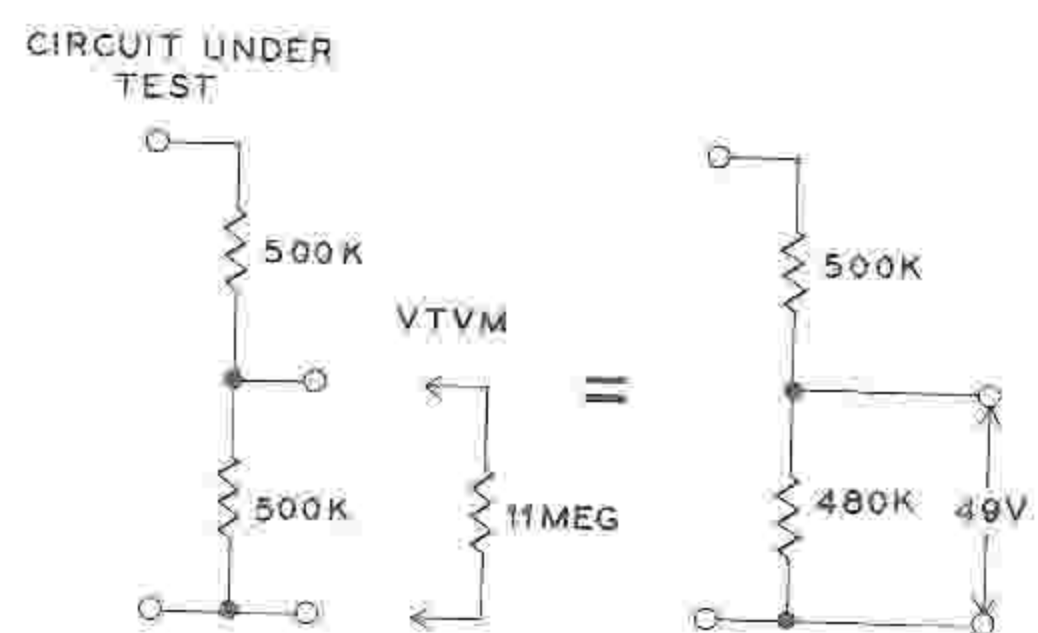 CIRCUIT UNDER
TEST
500K
500K
VTVM
11MEG
=
500K
480K
49V